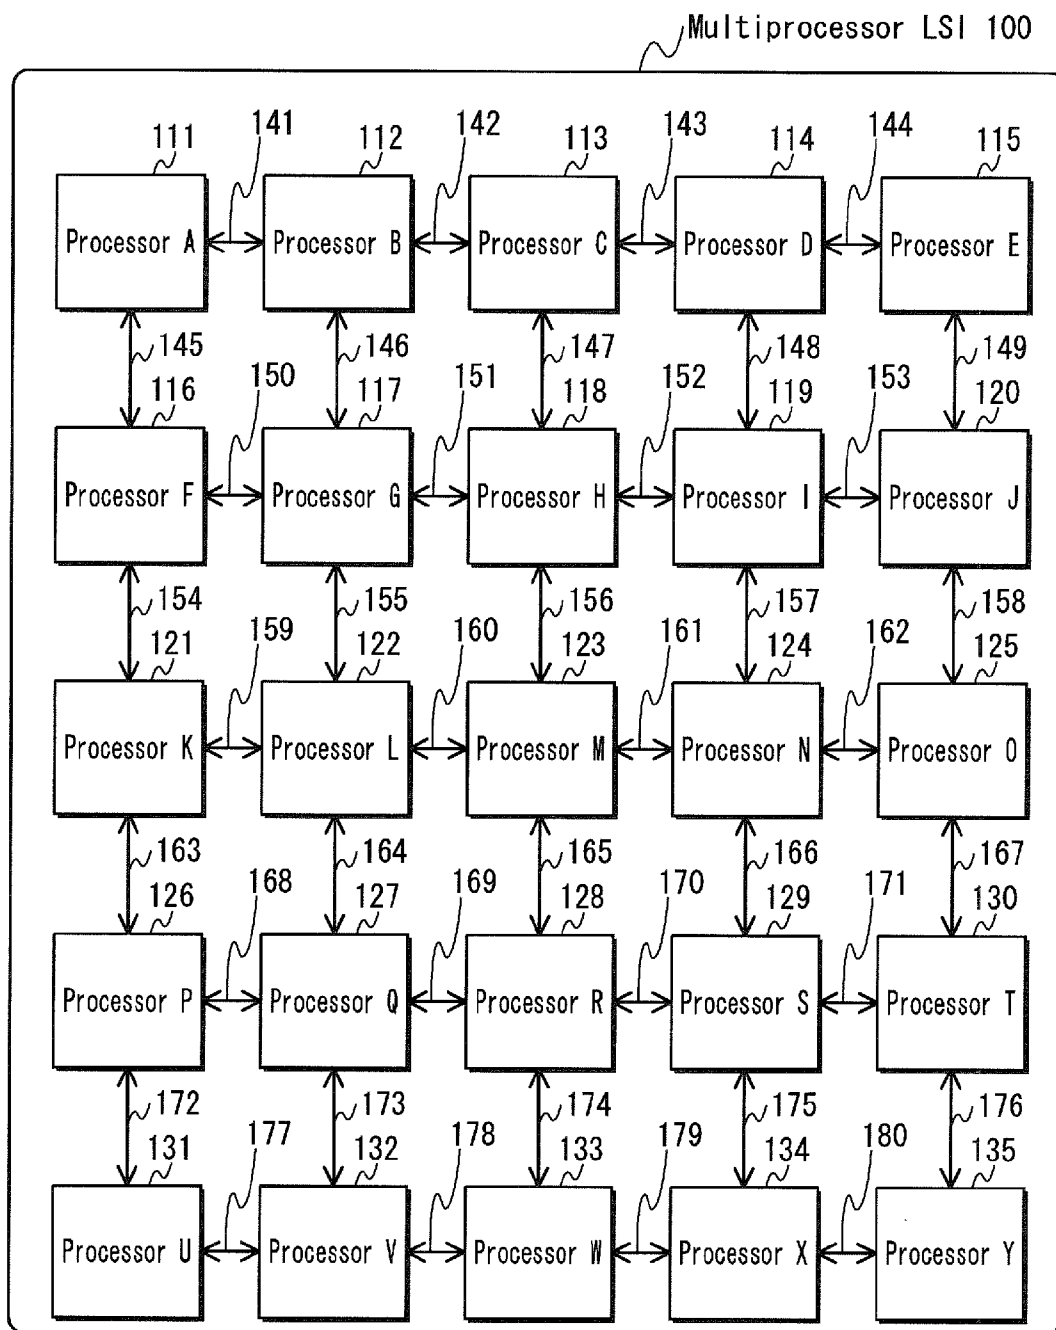 Multiprocessor LSI 100
111 141 112 142 113 143 114 144 115
Processor A Processor B Processor C Processor D Processor E
145 146 147 148 149
116 150 117 151 118 152 119 153 120
Processor F Processor G Processor H Processor I Processor J
154 155 156 157 158
121 159 122 160 123 161 124 162 125
Processor K Processor L Processor M Processor N Processor O
163 164 165 166 167
126 168 127 169 128 170 129 171 130
Processor P Processor Q Processor R Processor S Processor T
172 173 174 175 176
131 177 132 178 133 179 134 180 135
Processor U Processor V Processor W Processor X Processor Y